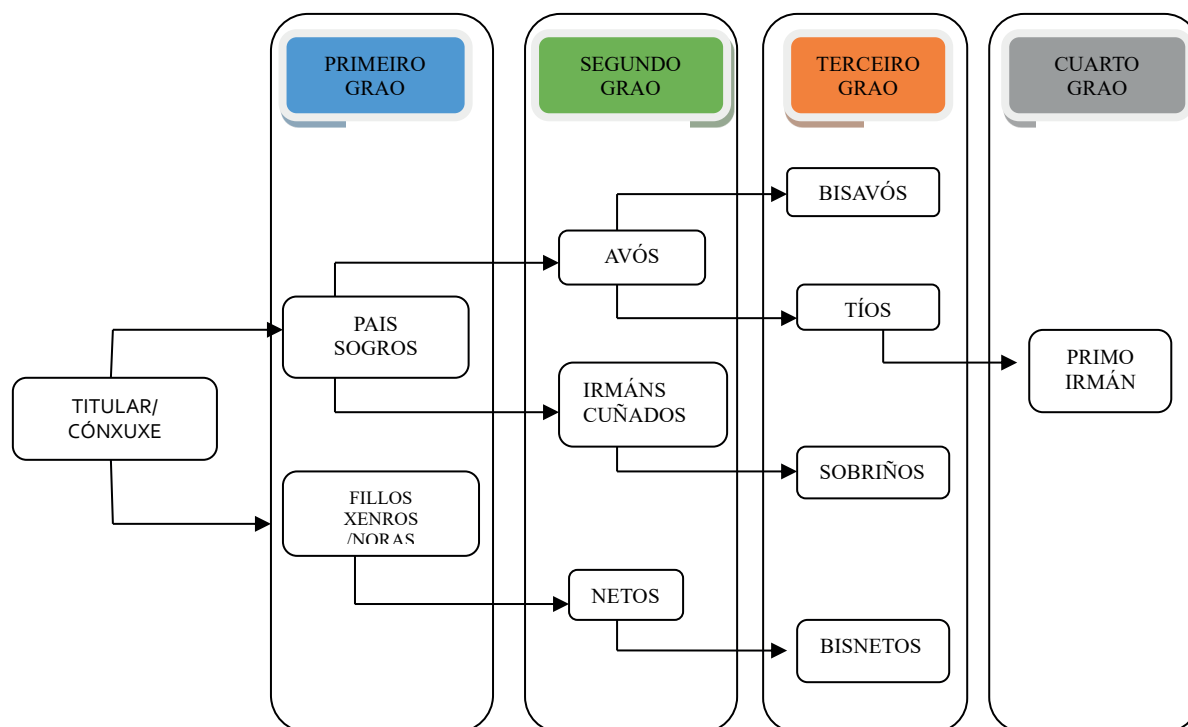 PRIMEIRO
GRAO
SEGUNDO
GRAO
TERCEIRO
GRAO
CUARTO
GRAO
BISAVÓS
AVÓS
TÍOS
PAIS
SOGROS
PRIMO
IRMÁN
IRMÁNS
CUÑADOS
TITULAR/
CÓNXUXE
SOBRIÑOS
FILLOS
XENROS
/NORAS
NETOS
BISNETOS